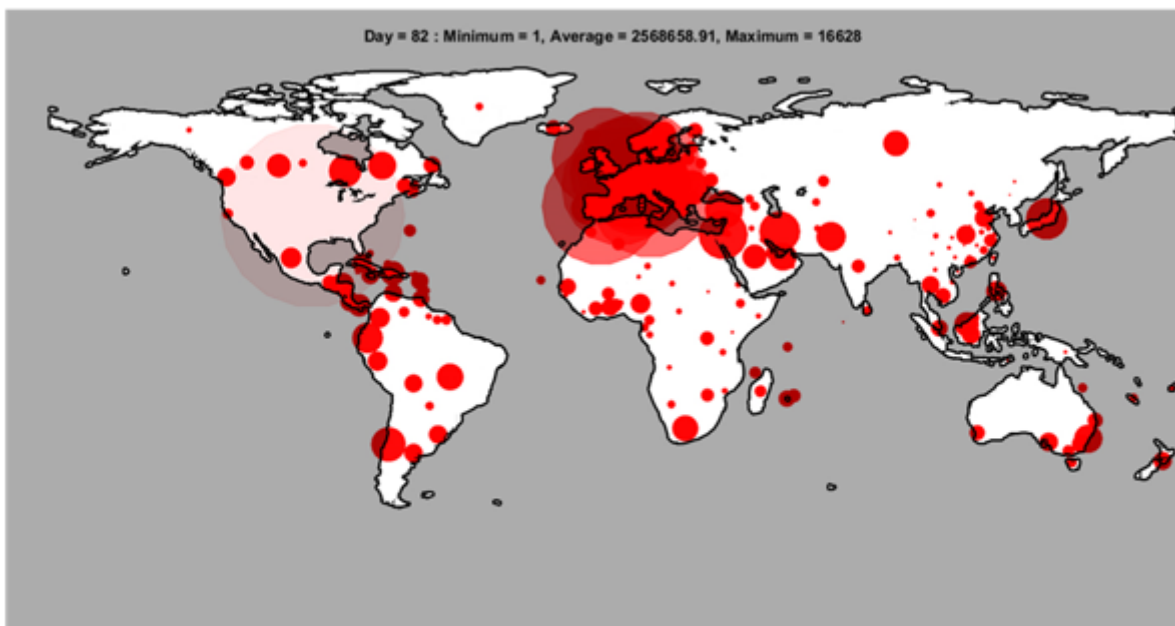 Day = 82 : Minimum = 1, Average = 2568658.91, Maximum = 16628